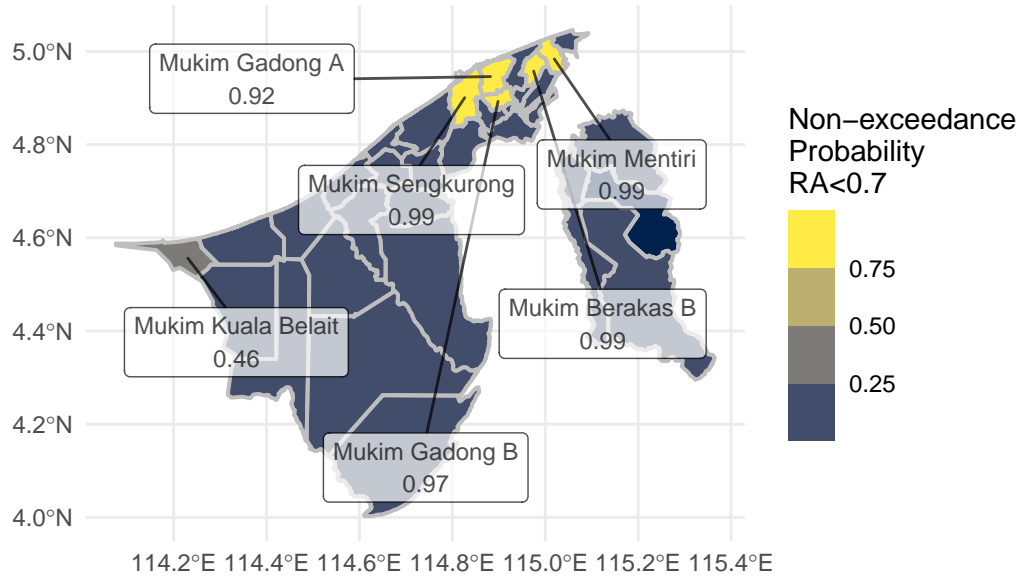 5.0°N
4.8°N
4.6°N
4.4°N
4.2°N
4.0°N
114.2°E 114.4°E 114.6°E 114.8°E 115.0°E 115.2°E 115.4°E
Mukim Gadong A
0.92
Mukim Sengkurong
0.99
Mukim Mentiri
0.99
Mukim Kuala Belait
0.46
Mukim Berakas B
0.99
Mukim Gadong B
0.97
Non−exceedance
Probability
RA<0.7
0.75
0.50
0.25